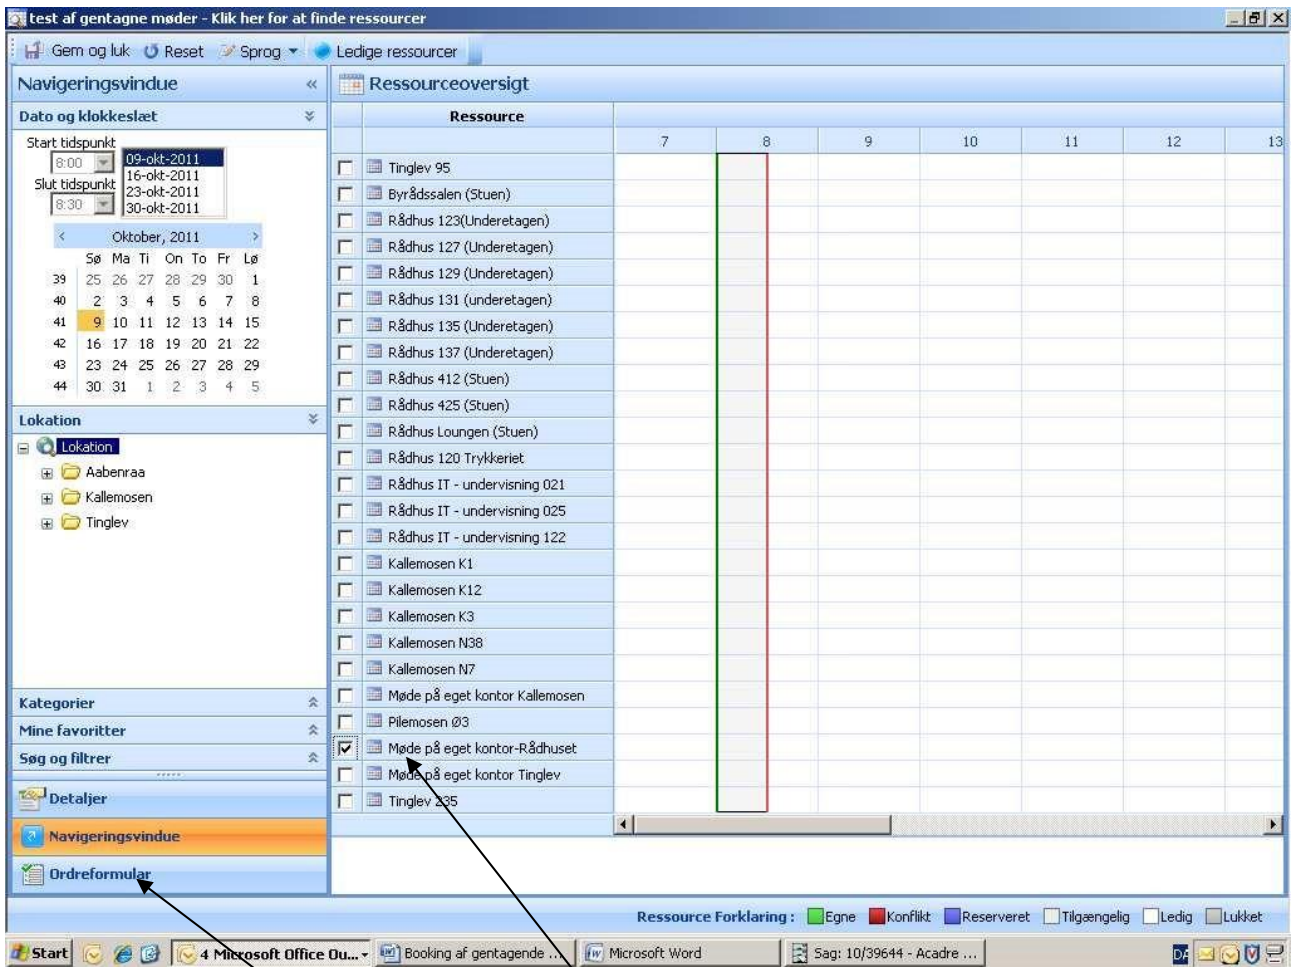 test af gentagne møder - Klik her for at finde ressourcer
Gem og luk Reset Sprog Ledige ressourcer
Navigeringsvindue «
Dato og klokkeslæt
Start tidspunkt
8:00
Slut tidspunkt
8:30
09-okt-2011
16-okt-2011
23-okt-2011
30-okt-2011
< Oktober, 2011 >
Sø Ma Ti On To Fr Lø
39 25 26 27 28 29 30 1
40 2 3 4 5 6 7 8
41 9 10 11 12 13 14 15
42 16 17 18 19 20 21 22
43 23 24 25 26 27 28 29
44 30 31 1 2 3 4 5
Lokation
Lokation
Aabenraa
Kallemosen
Tinglev
Kategorier
Mine favoritter
Søg og filtrer
Detaljer
Navigeringsvindue
Ordreformular
Ressourceoversigt
Ressource
7 8 9 10 11 12 13
Tinglev 95
Byrådssalen (Stuen)
Rådhus 123(Underetagen)
Rådhus 127 (Underetagen)
Rådhus 129 (Underetagen)
Rådhus 131 (underetagen)
Rådhus 135 (Underetagen)
Rådhus 137 (Underetagen)
Rådhus 412 (Stuen)
Rådhus 425 (Stuen)
Rådhus Loungen (Stuen)
Rådhus 120 Trykkeriet
Rådhus IT - undervisning 021
Rådhus IT - undervisning 025
Rådhus IT - undervisning 122
Kallemosen K1
Kallemosen K12
Kallemosen K3
Kallemosen N38
Kallemosen N7
Møde på eget kontor Kallemosen
Pilemosen Ø3
Møde på eget kontor-Rådhuset
Møde på eget kontor Tinglev
Tinglev 235
Ressource Forklaring : Egne Konflikt Reserveret Tilgængelig Ledig Lukket
Start 4 Microsoft Office Ou... Booking af gentagende ... Microsoft Word Sag: 10/39644 - Acadre ... DA